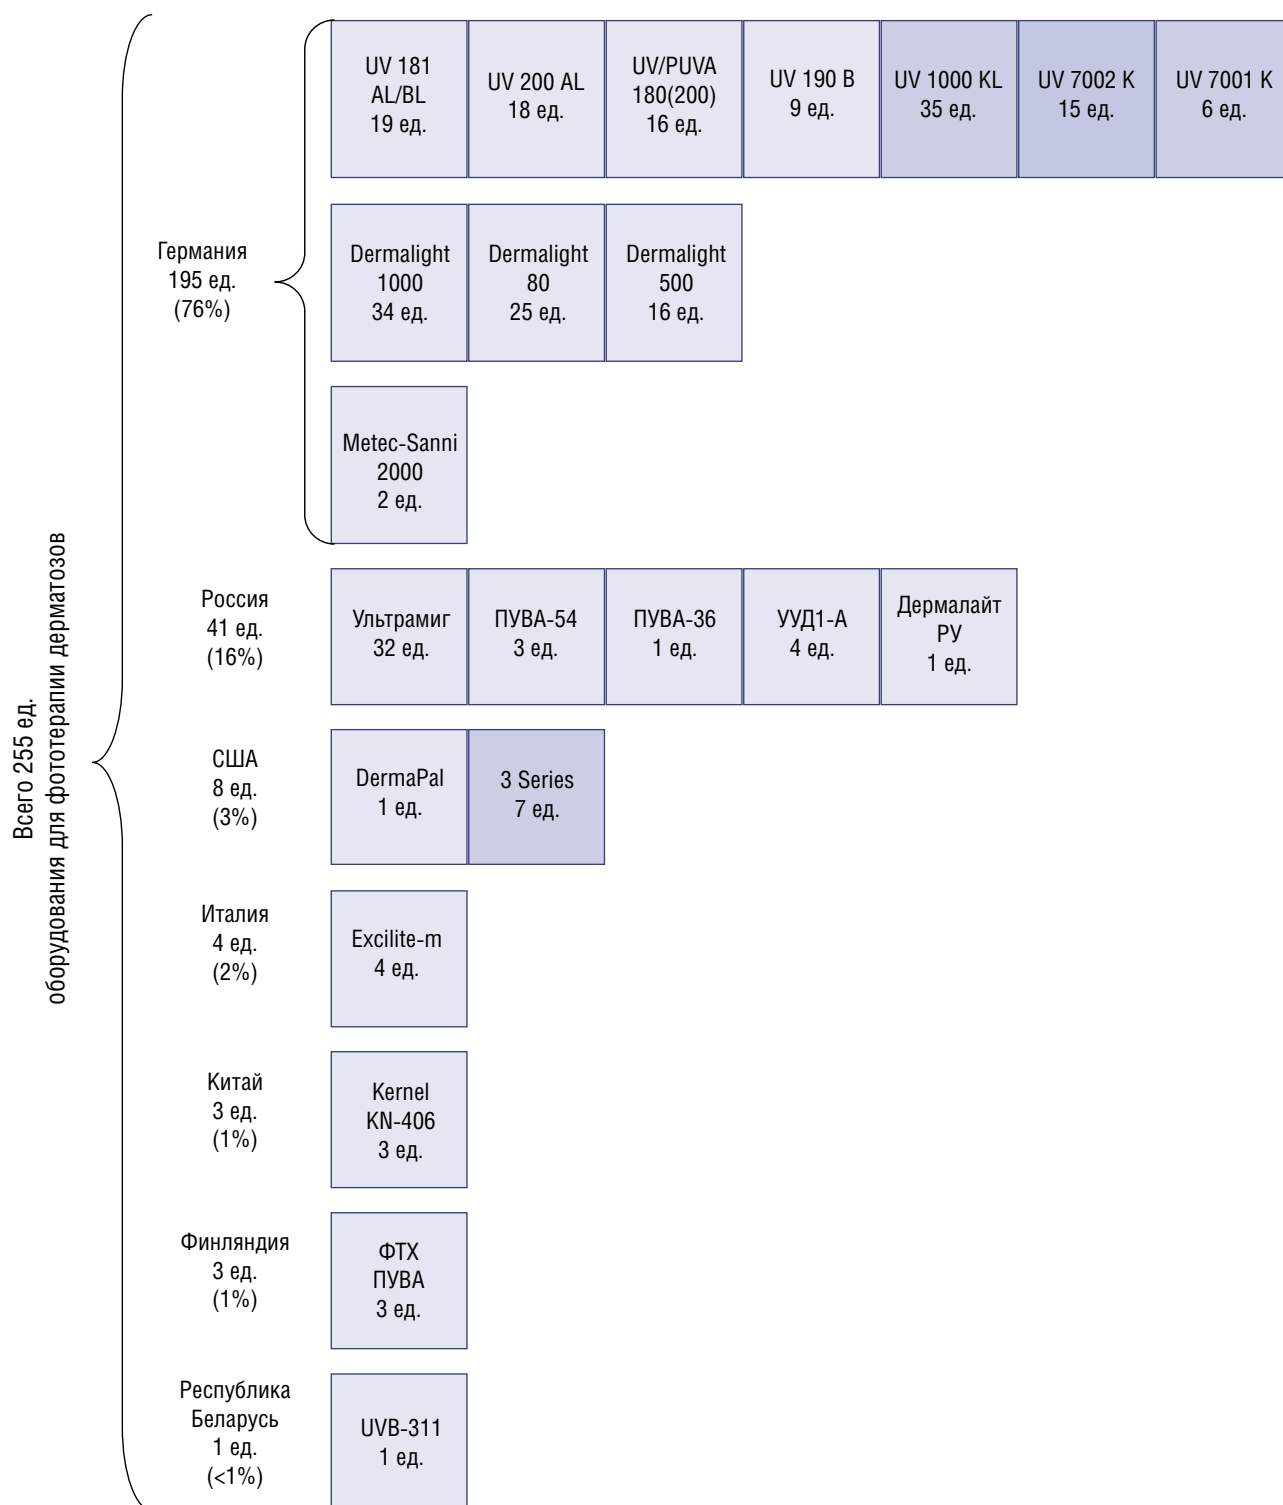 Всего 255 ед.
оборудования для фототерапии дерматозов
Германия
195 ед.
(76%)
UV 181
AL/BL
19 ед.
UV 200 AL
18 ед.
UV/PUVA
180(200)
16 ед.
UV 190 B
9 ед.
UV 1000 KL
35 ед.
UV 7002 K
15 ед.
UV 7001 K
6 ед.
Dermalight
1000
34 ед.
Dermalight
80
25 ед.
Dermalight
500
16 ед.
Metec-Sanni
2000
2 ед.
Россия
41 ед.
(16%)
Ультрамиг
32 ед.
ПУВА-54
3 ед.
ПУВА-36
1 ед.
УУД1-А
4 ед.
Дермалайт
РУ
1 ед.
США
8 ед.
(3%)
DermaPal
1 ед.
3 Series
7 ед.
Италия
4 ед.
(2%)
Excilite-m
4 ед.
Китай
3 ед.
(1%)
Kernel
KN-406
3 ед.
Финляндия
3 ед.
(1%)
ФТХ
ПУВА
3 ед.
Республика
Беларусь
1 ед.
(<1%)
UVB-311
1 ед.